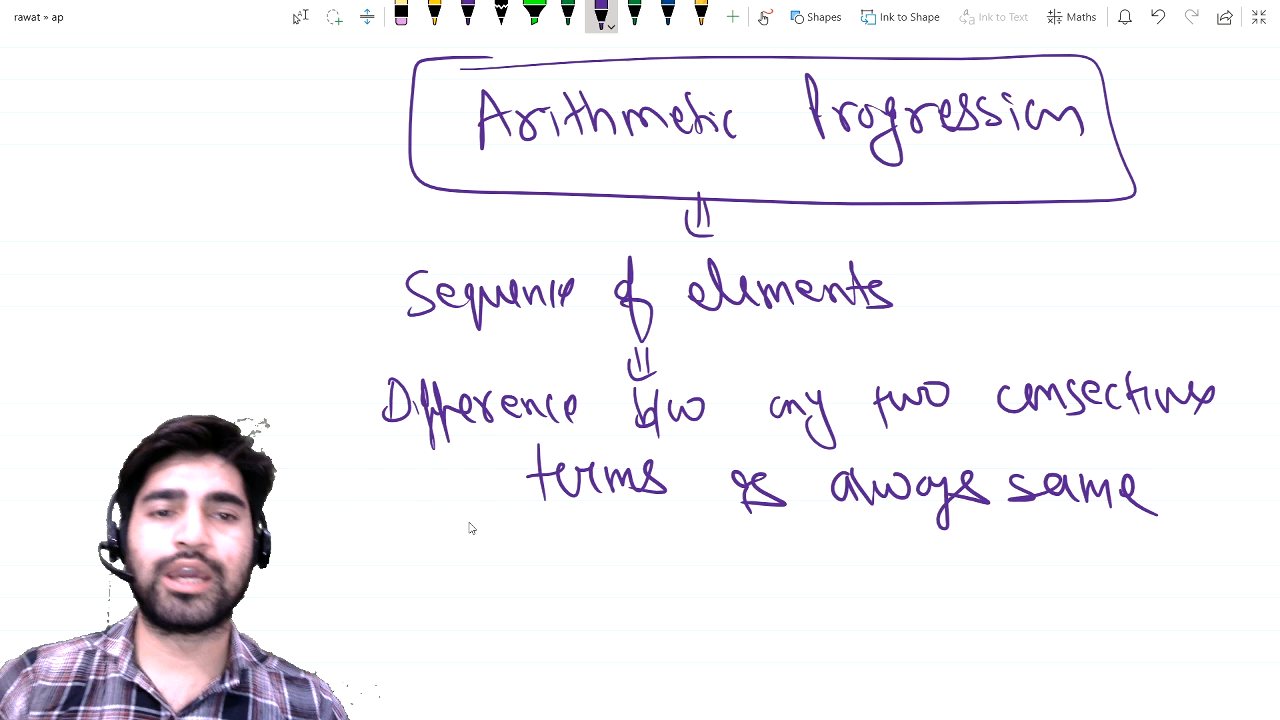 rawat » ap
Shapes
Ink to Shape
Ink to Text
Maths
Arithmetic Progression
Sequence of elements
Difference b/w any two consective
terms is always same